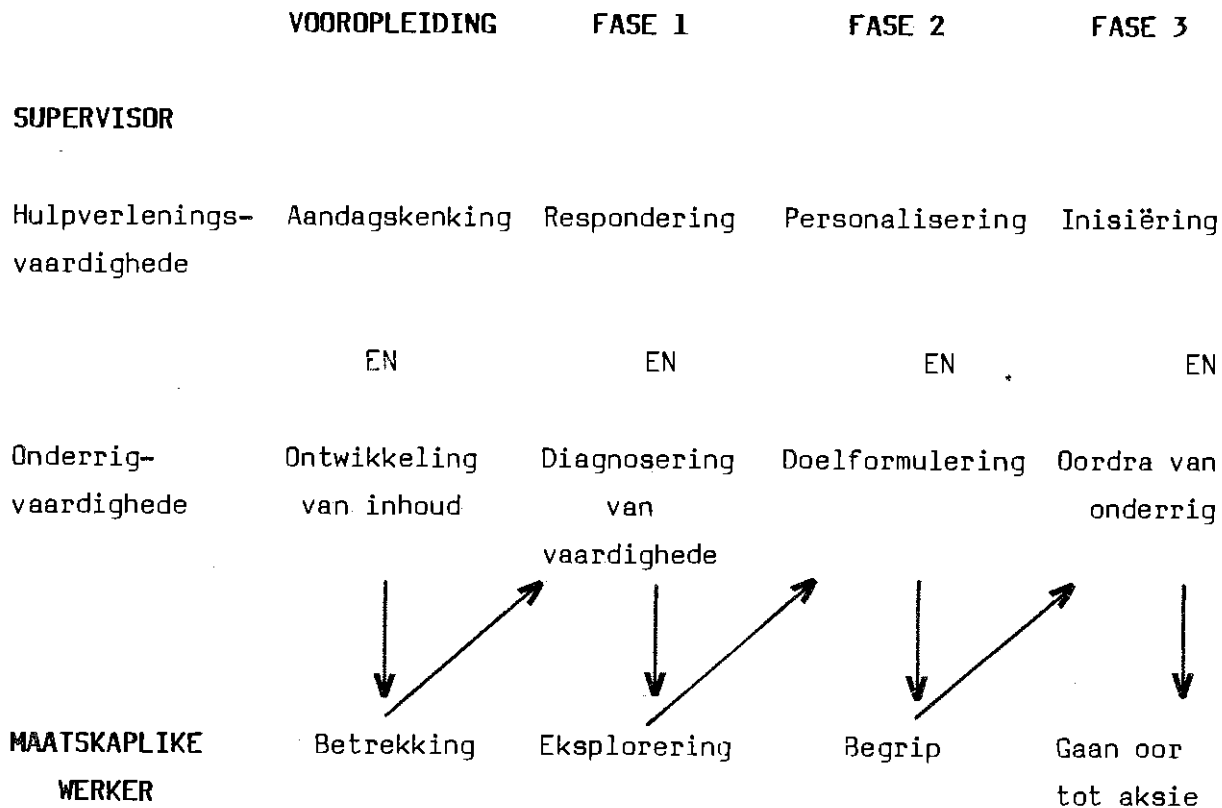 VOOROPLEIDING FASE 1 FASE 2 FASE 3
SUPERVISOR
Hulpverlenings- Aandagskenking Respondering Personalisering Inisiëring
vaardighede
EN EN EN EN
Onderrig- Ontwikkeling Diagnosering Doelformulering Oordra van
vaardighede van inhoud van onderrig
vaardighede
MAATSKAPLIKE Betrekking Eksplorering Begrip Gaan oor
WERKER tot aksie